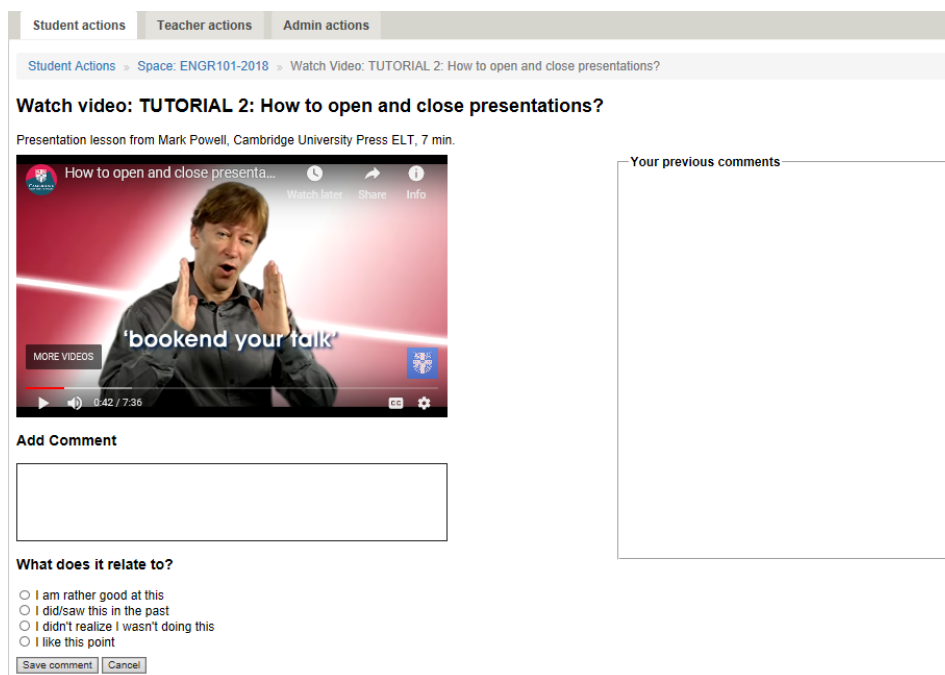 Student actions Teacher actions Admin actions
Student Actions » Space: ENGR101-2018 » Watch Video: TUTORIAL 2: How to open and close presentations?
Watch video: TUTORIAL 2: How to open and close presentations?
Presentation lesson from Mark Powell, Cambridge University Press ELT, 7 min.
How to open and close presenta...
Watch later Share Info
'bookend your talk'
MORE VIDEOS
0:42 / 7:36
CC
Your previous comments
Add Comment
What does it relate to?
I am rather good at this
I did/saw this in the past
I didn't realize I wasn't doing this
I like this point
Save comment Cancel